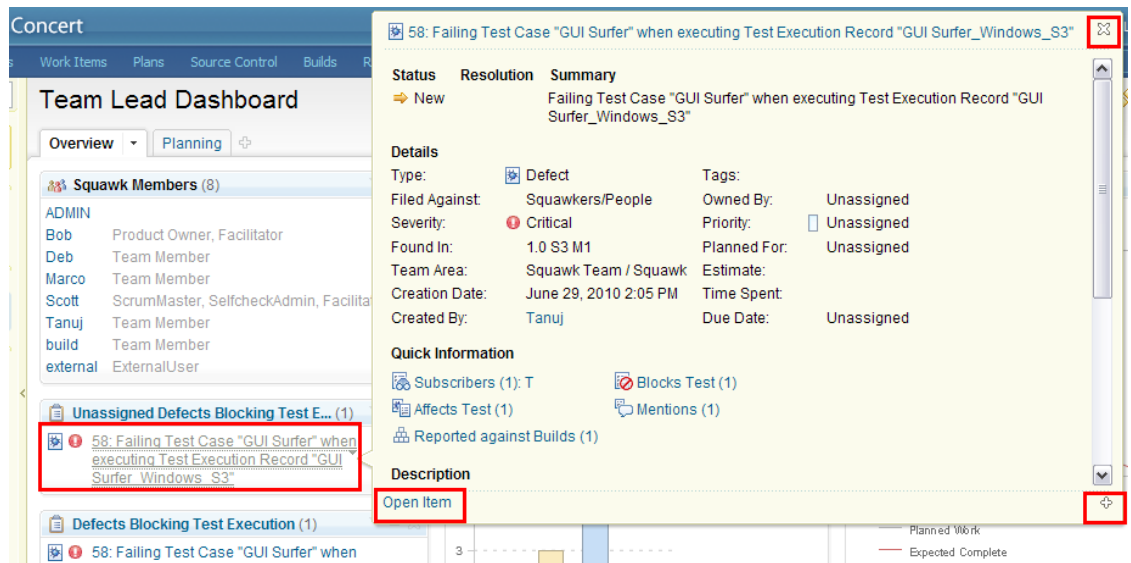 Concert
Work Items Plans Source Control Builds
Team Lead Dashboard
Overview Planning
Squawk Members (8)
ADMIN
Bob Product Owner, Facilitator
Deb Team Member
Marco Team Member
Scott ScrumMaster, SelfcheckAdmin, Facilita
Tanuj Team Member
build Team Member
external ExternalUser
Unassigned Defects Blocking Test E... (1)
58: Failing Test Case "GUI Surfer" when
executing Test Execution Record "GUI
Surfer_Windows_S3"
Defects Blocking Test Execution (1)
58: Failing Test Case "GUI Surfer" when
58: Failing Test Case "GUI Surfer" when executing Test Execution Record "GUI Surfer_Windows_S3"
Status Resolution Summary
New Failing Test Case "GUI Surfer" when executing Test Execution Record "GUI
Surfer_Windows_S3"
Details
Type: Defect Tags:
Filed Against: Squawkers/People Owned By: Unassigned
Severity: Critical Priority: Unassigned
Found In: 1.0 S3 M1 Planned For: Unassigned
Team Area: Squawk Team / Squawk Estimate:
Creation Date: June 29, 2010 2:05 PM Time Spent:
Created By: Tanuj Due Date: Unassigned
Quick Information
Subscribers (1): T Blocks Test (1)
Affects Test (1) Mentions (1)
Reported against Builds (1)
Description
Open Item
3
Planned Work
Expected Complete